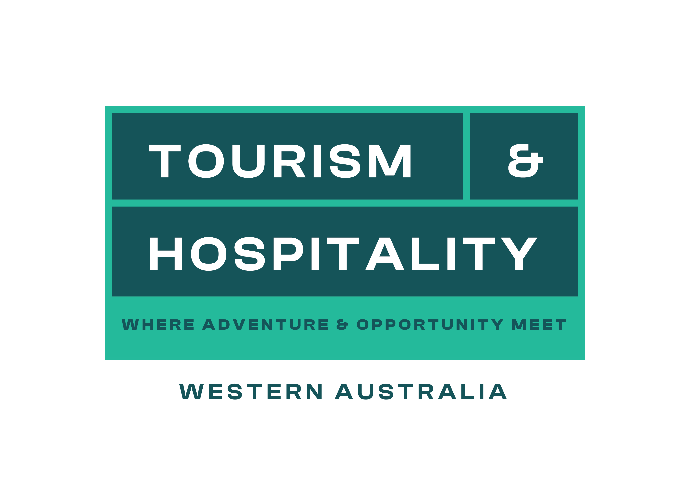 TOURISM &
HOSPITALITY
WHERE ADVENTURE & OPPORTUNITY MEET
WESTERN AUSTRALIA